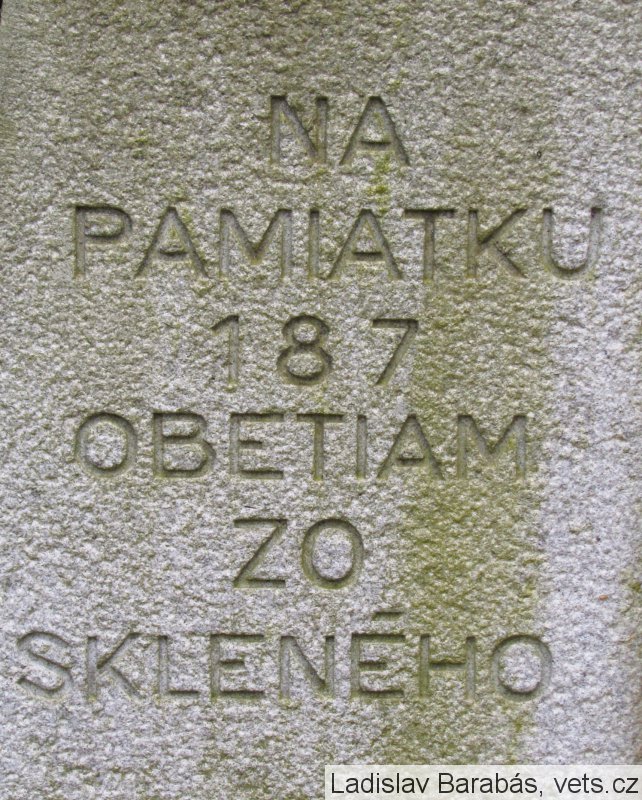 NA
PAMIATKU
187
OBETIAM
ZO
SKLENÉHO
Ladislav Barabás, vets.cz